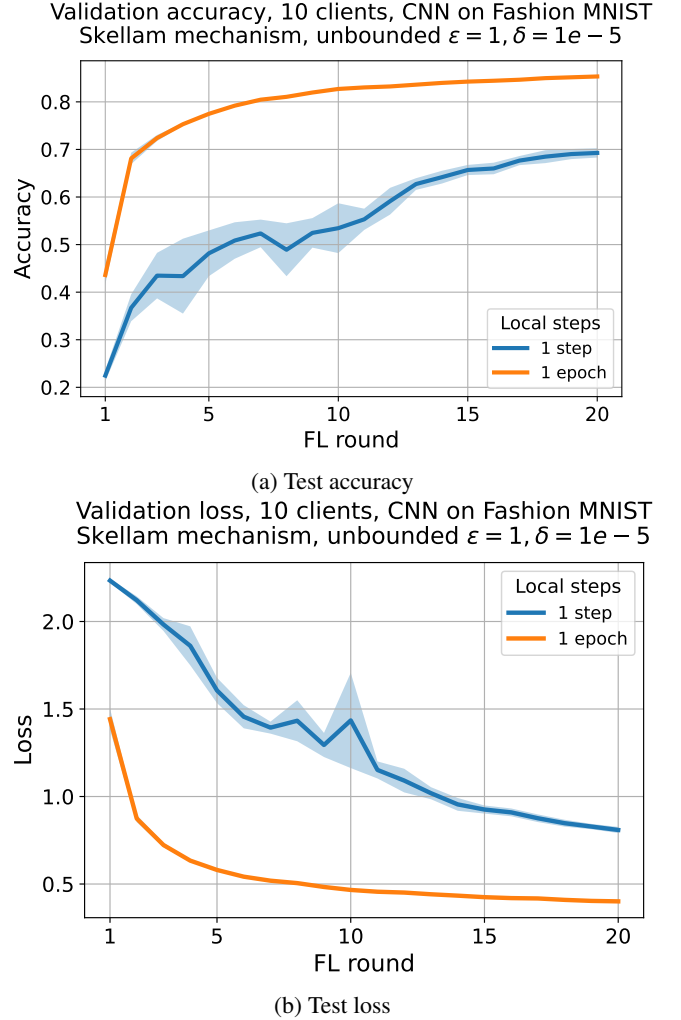 Validation accuracy, 10 clients, CNN on Fashion MNIST
Skellam mechanism, unbounded ε = 1, δ = 1e − 5
Accuracy
0.8
0.7
0.6
0.5
0.4
0.3
0.2
Local steps
1 step
1 epoch
1
5
10
15
20
FL round
(a) Test accuracy
Validation loss, 10 clients, CNN on Fashion MNIST
Skellam mechanism, unbounded ε = 1, δ = 1e − 5
Loss
2.0
1.5
1.0
0.5
Local steps
1 step
1 epoch
1
5
10
15
20
FL round
(b) Test loss